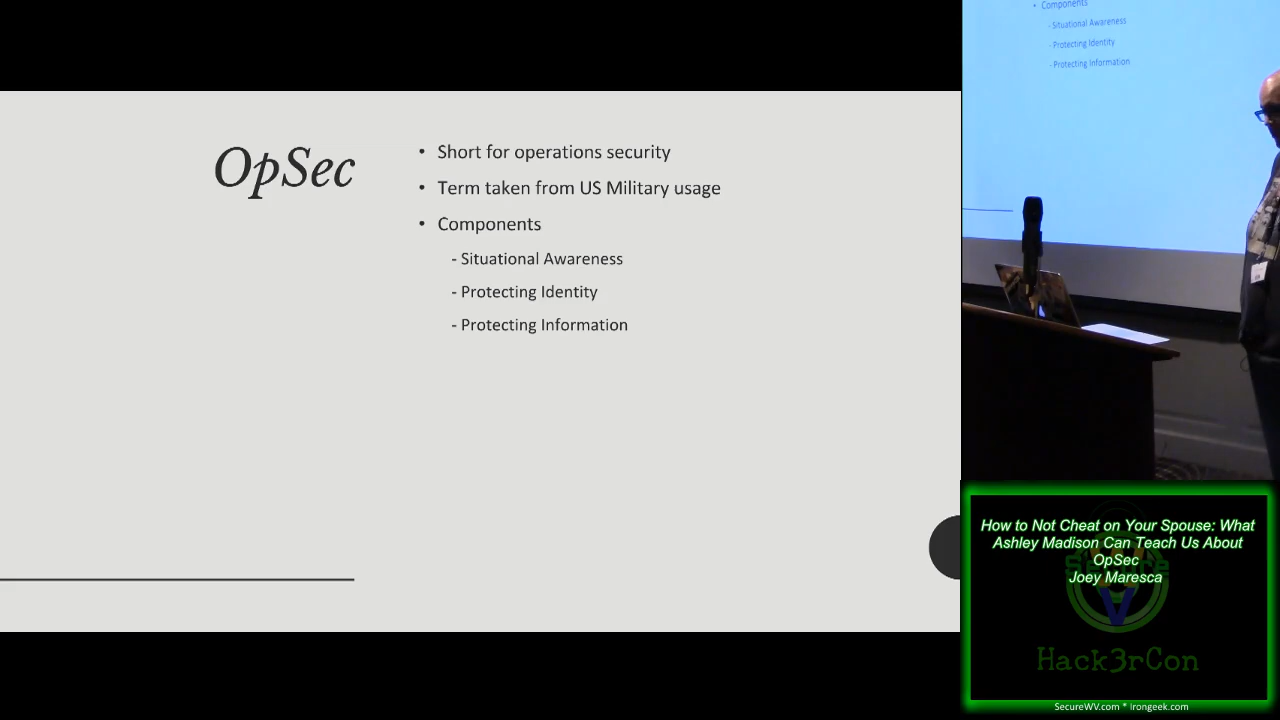 OpSec
• Short for operations security
• Term taken from US Military usage
• Components
- Situational Awareness
- Protecting Identity
- Protecting Information
• Components
- Situational Awareness
- Protecting Identity
- Protecting Information
How to Not Cheat on Your Spouse: What
Ashley Madison Can Teach Us About
OpSec
Joey Maresca
Secure
WV
Hack3rCon
SecureWV.com * Irongeek.com